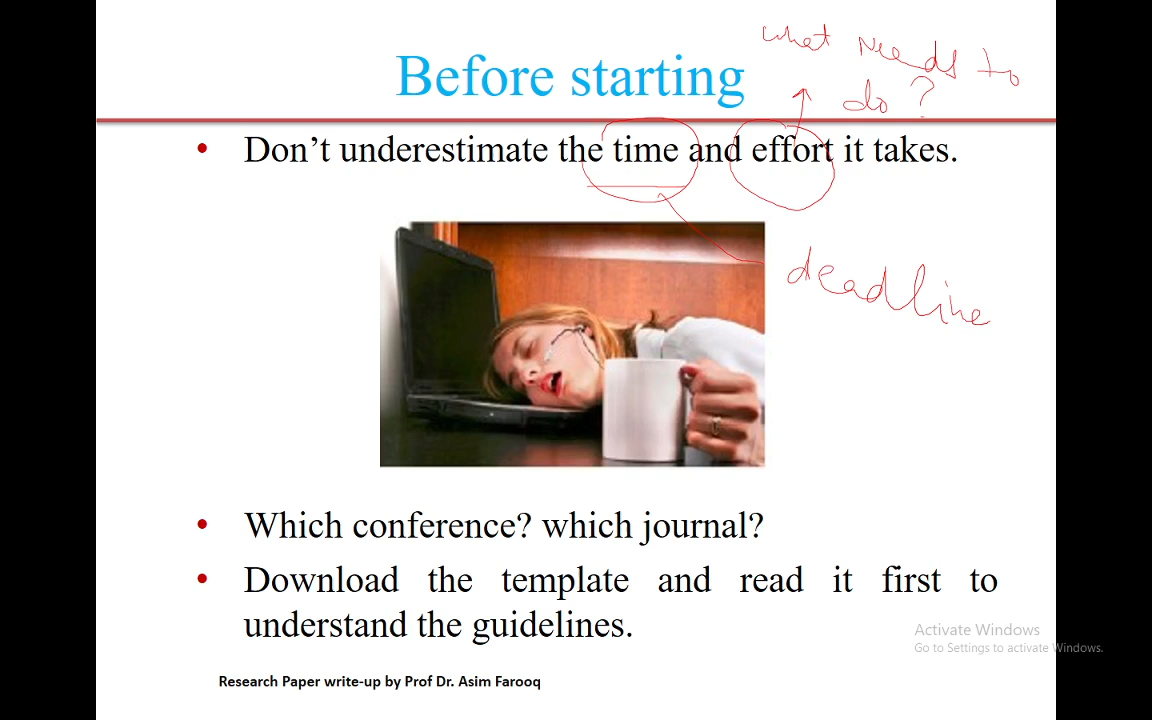 what needs to
do?
Before starting
• Don’t underestimate the time and effort it takes.
deadline
• Which conference? which journal?
• Download the template and read it first to
understand the guidelines.
Activate Windows
Go to Settings to activate Windows.
Research Paper write-up by Prof Dr. Asim Farooq